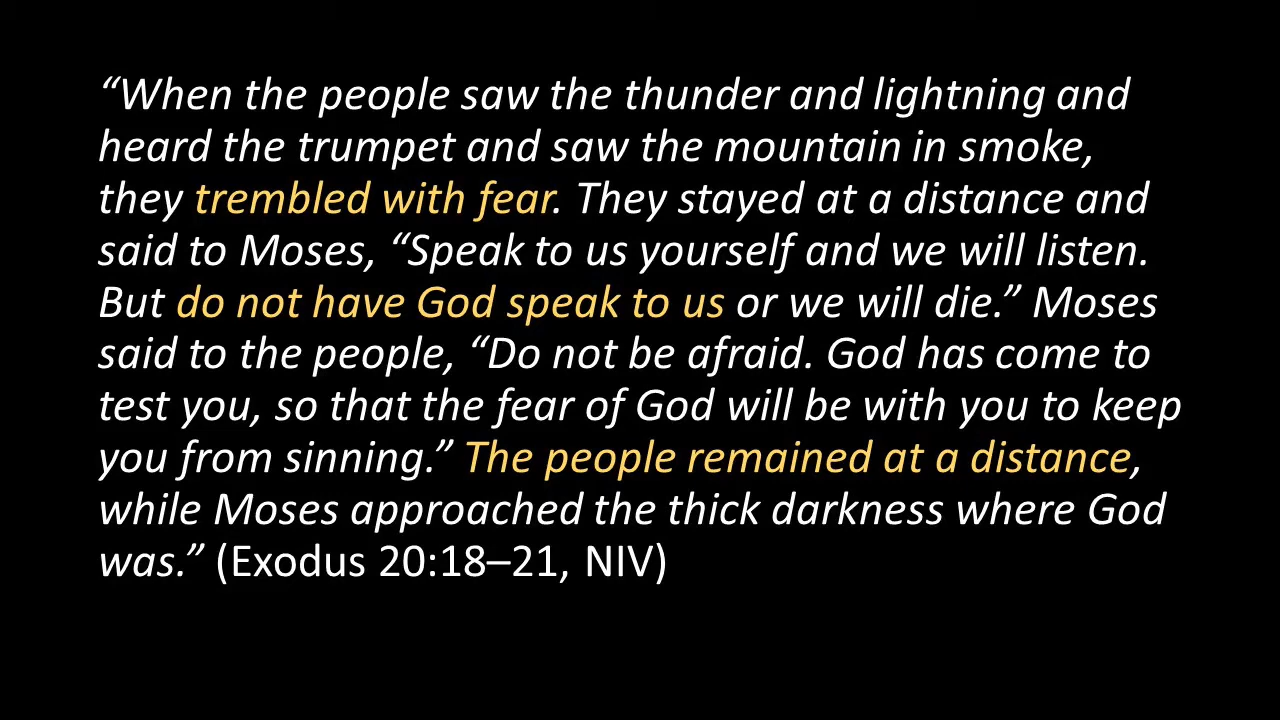 “When the people saw the thunder and lightning and
heard the trumpet and saw the mountain in smoke,
they trembled with fear. They stayed at a distance and
said to Moses, “Speak to us yourself and we will listen.
But do not have God speak to us or we will die.” Moses
said to the people, “Do not be afraid. God has come to
test you, so that the fear of God will be with you to keep
you from sinning.” The people remained at a distance,
while Moses approached the thick darkness where God
was.” (Exodus 20:18–21, NIV)